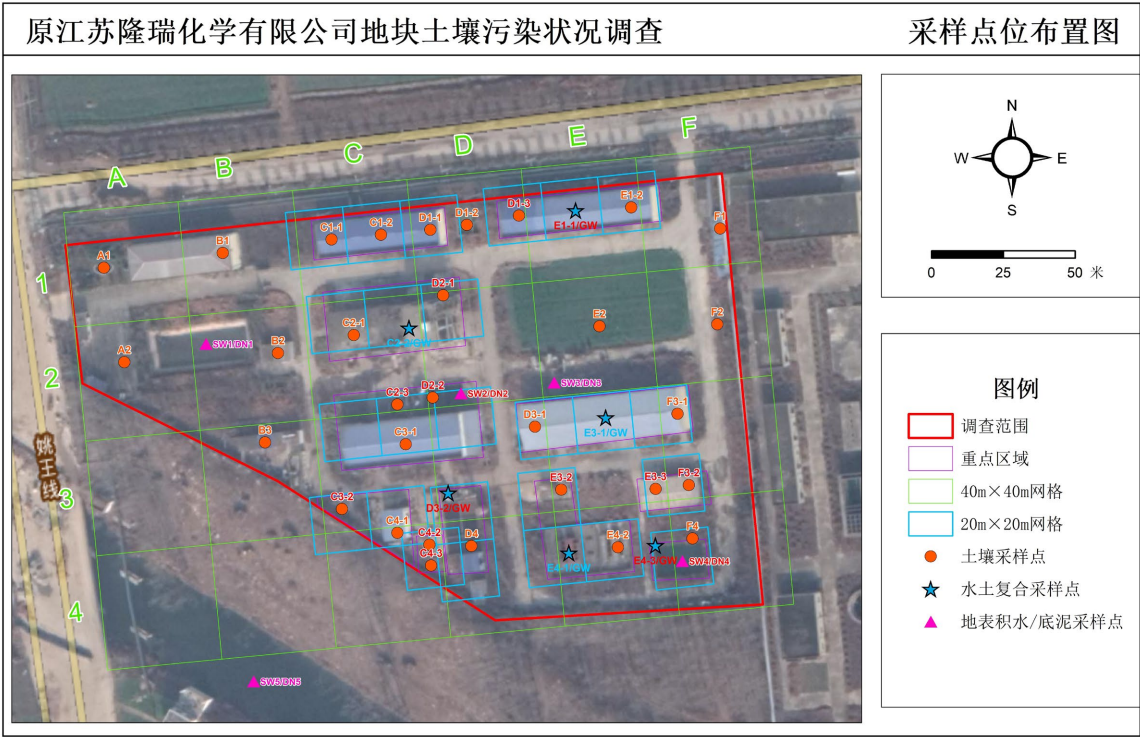 原江苏隆瑞化学有限公司地块土壤污染状况调查
采样点位布置图
A
B
C
D
E
F
1
2
3
4
姚王线
A1
B1
C1-1
C1-2
D1-1
D1-2
D1-3
E1-1/GW
E1-2
F1
A2
SW1/DN1
B2
C2-1
D2-1
E2
F2
B3
C2-3
D2-2
SW2/DN2
SW3/DN3
C3-1
D3-1
E3-1/GW
F3-1
C3-2
D3-2/GW
E3-2
E3-3
F3-2
C4-1
C4-2
C4-3
D4
E4-1/GW
E4-2
E4-3/GW
F4
SW4/DN4
SW5/DN5
N
W
E
S
0
25
50
米
图例
调查范围
重点区域
40m×40m网格
20m×20m网格
土壤采样点
水土复合采样点
地表积水/底泥采样点